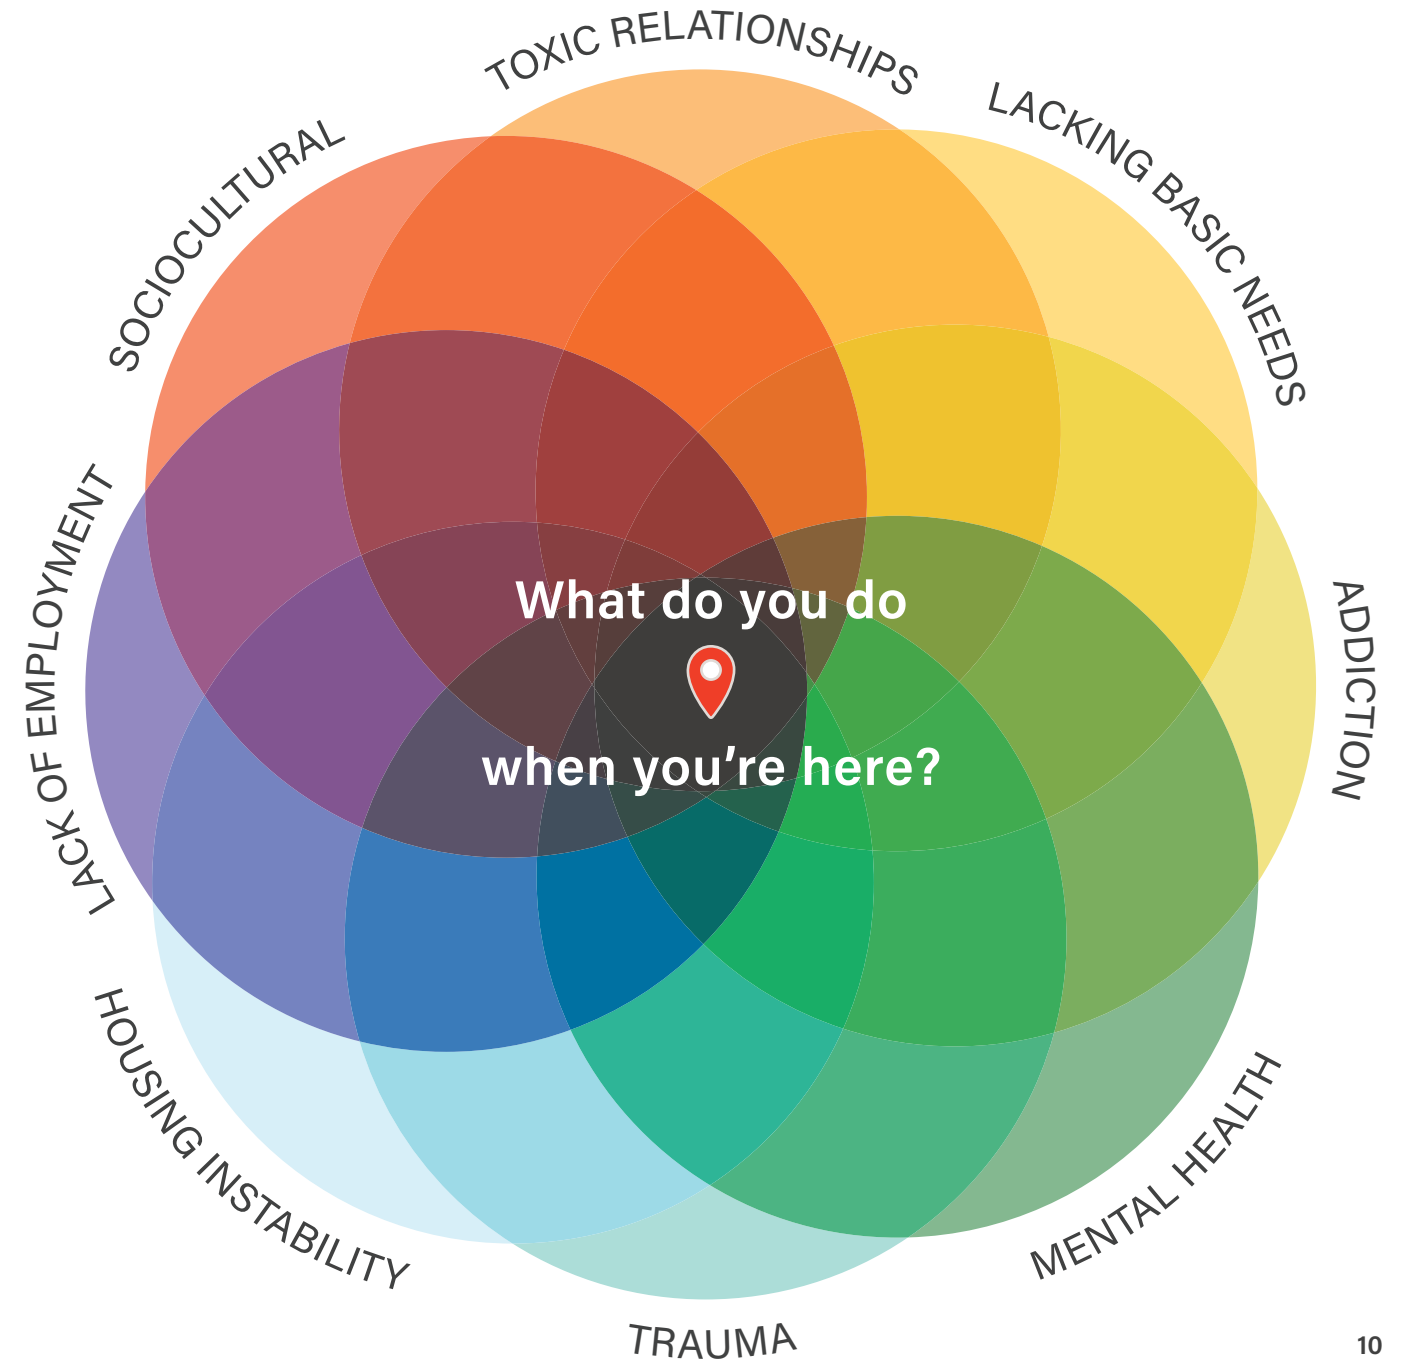 TOXIC RELATIONSHIPS
LACKING BASIC NEEDS
SOCIOCULTURAL
LACK OF EMPLOYMENT
ADDICTION
What do you do
when you're here?
HOUSING INSTABILITY
MENTAL HEALTH
TRAUMA
10